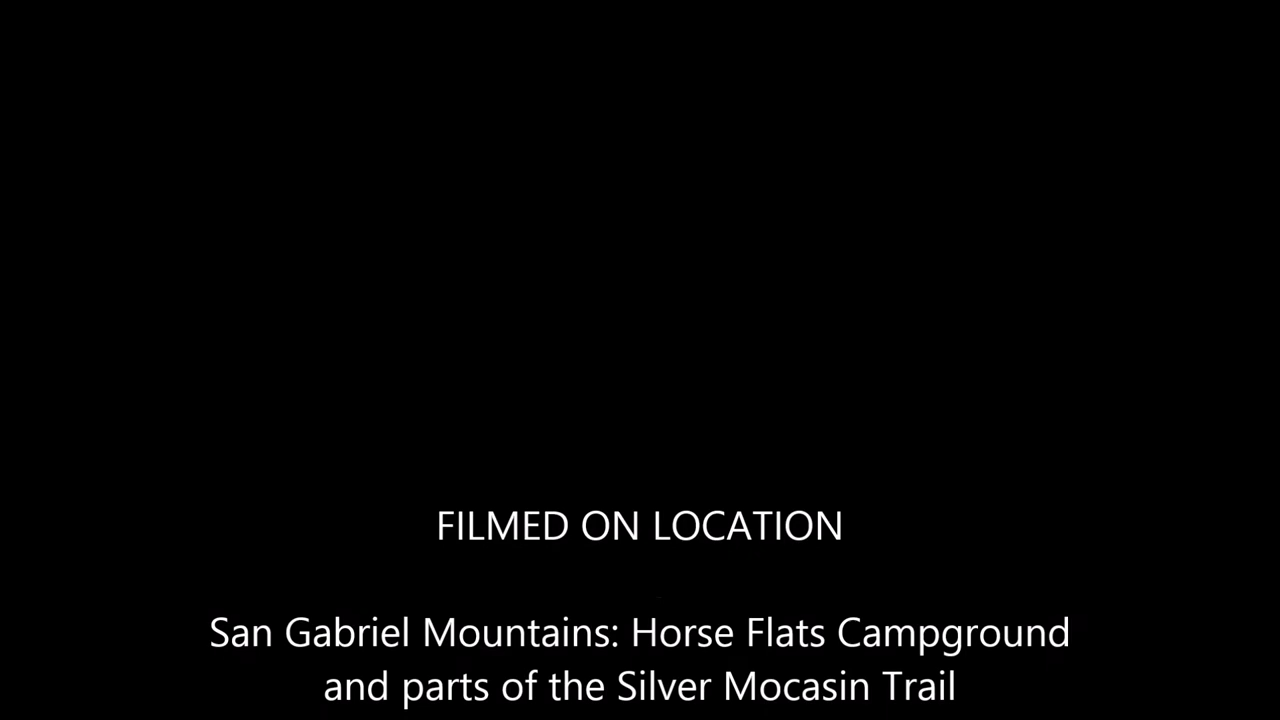 FILMED ON LOCATION
San Gabriel Mountains: Horse Flats Campground
and parts of the Silver Mocasin Trail